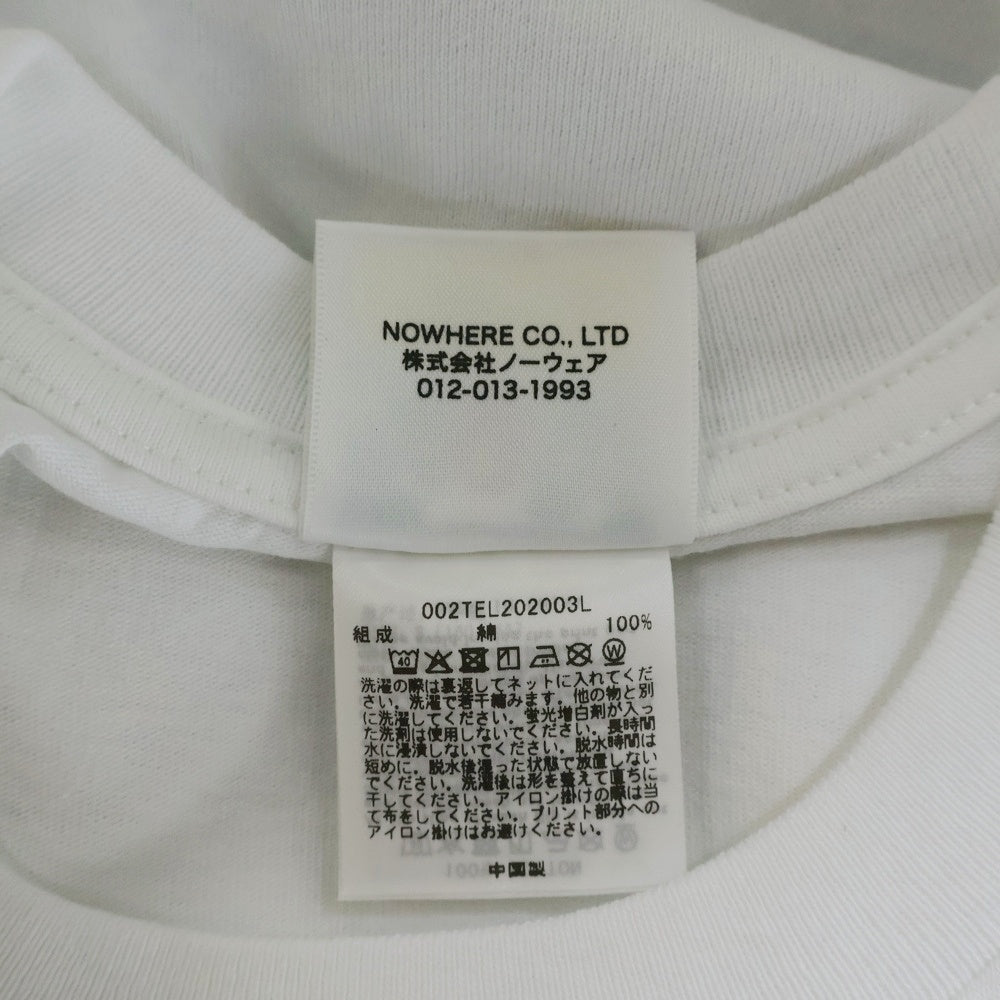 NOWHERE CO., LTD
株式会社ノーウェア
012-013-1993
002TEL202003L
組成 綿 100%
40 W
洗濯の際は裏返してネットに入れてくだ
さい。洗濯で若干縮みます。他の物と別
に洗濯してください。蛍光増白剤が入っ
た洗剤は使用しないでください。長時間
水に浸漬しないでください。脱水時間は
短めに。脱水後湿った状態で放置しない
でください。洗濯後は形を整えて直ちに
干してください。アイロン掛けの際は当
て布をしてください。プリント部分への
アイロン掛けはお避けください。
中国製